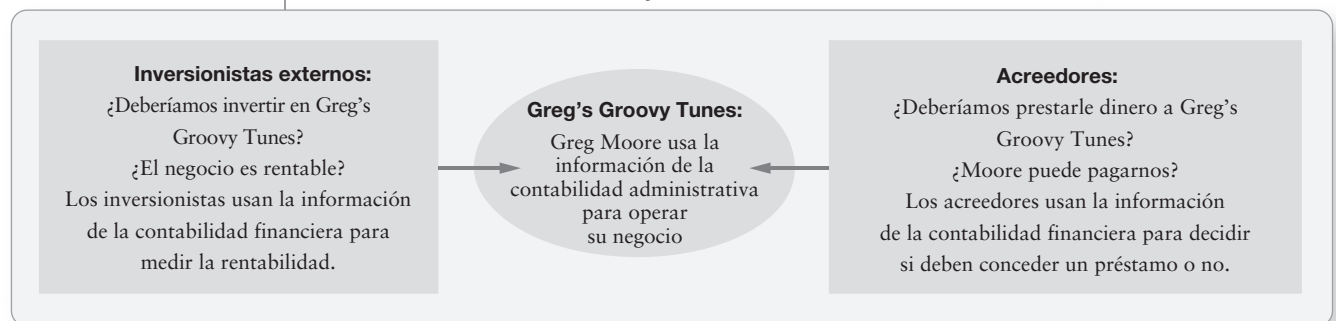 Inversionistas externos:
¿Deberíamos invertir en Greg's
Groovy Tunes?
¿El negocio es rentable?
Los inversionistas usan la información
de la contabilidad financiera para
medir la rentabilidad.
Greg's Groovy Tunes:
Greg Moore usa la
información de la
contabilidad administrativa
para operar
su negocio
Acreedores:
¿Deberíamos prestarle dinero a Greg's
Groovy Tunes?
¿Moore puede pagarnos?
Los acreedores usan la información
de la contabilidad financiera para decidir
si deben conceder un préstamo o no.